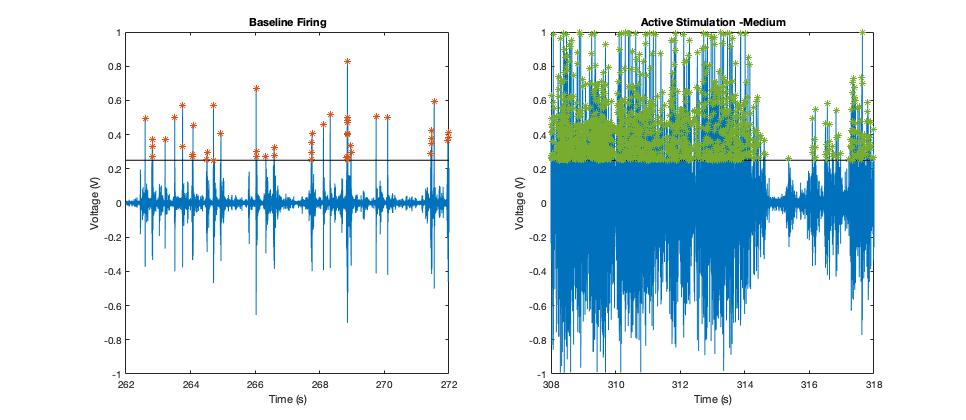 Baseline Firing
Voltage (V)
1
0.8
0.6
0.4
0.2
0
-0.2
-0.4
-0.6
-0.8
-1
262 264 266 268 270 272
Time (s)
Active Stimulation -Medium
Voltage (V)
1
0.8
0.6
0.4
0.2
0
-0.2
-0.4
-0.6
-0.8
-1
308 310 312 314 316 318
Time (s)